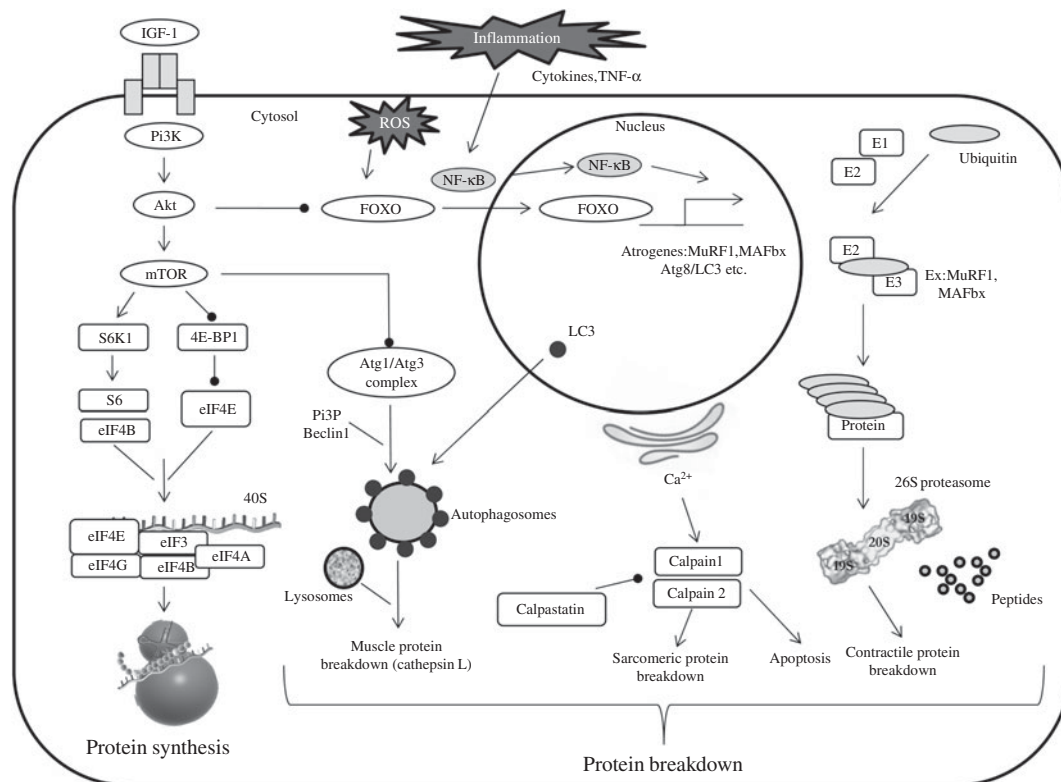 IGF-1
Inflammation
Cytokines,TNF-α
Cytosol
ROS
Nucleus
Pi3K
E1
E2
Ubiquitin
NF-κB
NF-κB
Akt
FOXO
FOXO
Atrogenes:MuRF1,MAFbx
Atg8/LC3 etc.
E2
E3
Ex:MuRF1,
MAFbx
mTOR
S6K1
4E-BP1
LC3
Atg1/Atg3
complex
S6
eIF4B
eIF4E
Pi3P
Beclin1
Protein
Ca2+
26S proteasome
40S
Autophagosomes
19S
20S
19S
eIF4E
eIF3
eIF4A
eIF4G
eIF4B
Calpain1
Calpain 2
Lysosomes
Calpastatin
Peptides
Muscle protein
breakdown (cathepsin L)
Sarcomeric protein
breakdown
Apoptosis
Contractile protein
breakdown
Protein synthesis
Protein breakdown